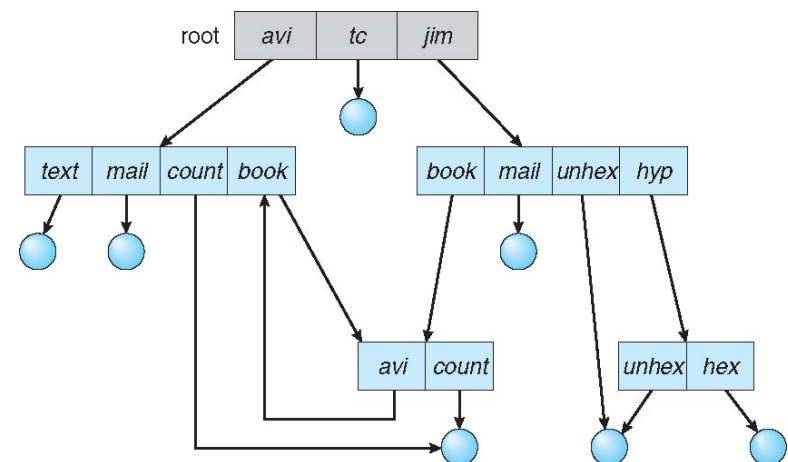 root avi tc jim
text mail count book
book mail unhex hyp
avi count
unhex hex